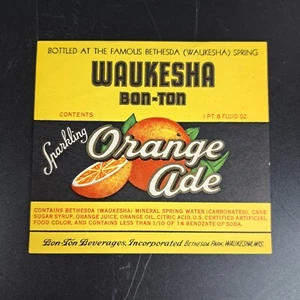 BOTTLED AT THE FAMOUS BETHESDA (WAUKESHA) SPRING
WAUKESHA
BON-TON
CONTENTS 1 PT. 8 FLUID OZ.
Sparkling
Orange
Ade
CONTAINS BETHESDA (WAUKESHA) MINERAL SPRING WATER (CARBONATED), CANE
SUGAR SYRUP, ORANGE JUICE, ORANGE OIL, CITRIC ACID, U.S. CERTIFIED ARTIFICIAL
FOOD COLOR, AND CONTAINS LESS THAN 1/10 OF 1% BENZOATE OF SODA.
Bon-Ton Beverages, Incorporated BETHESDA PARK, WAUKESHA, WIS.